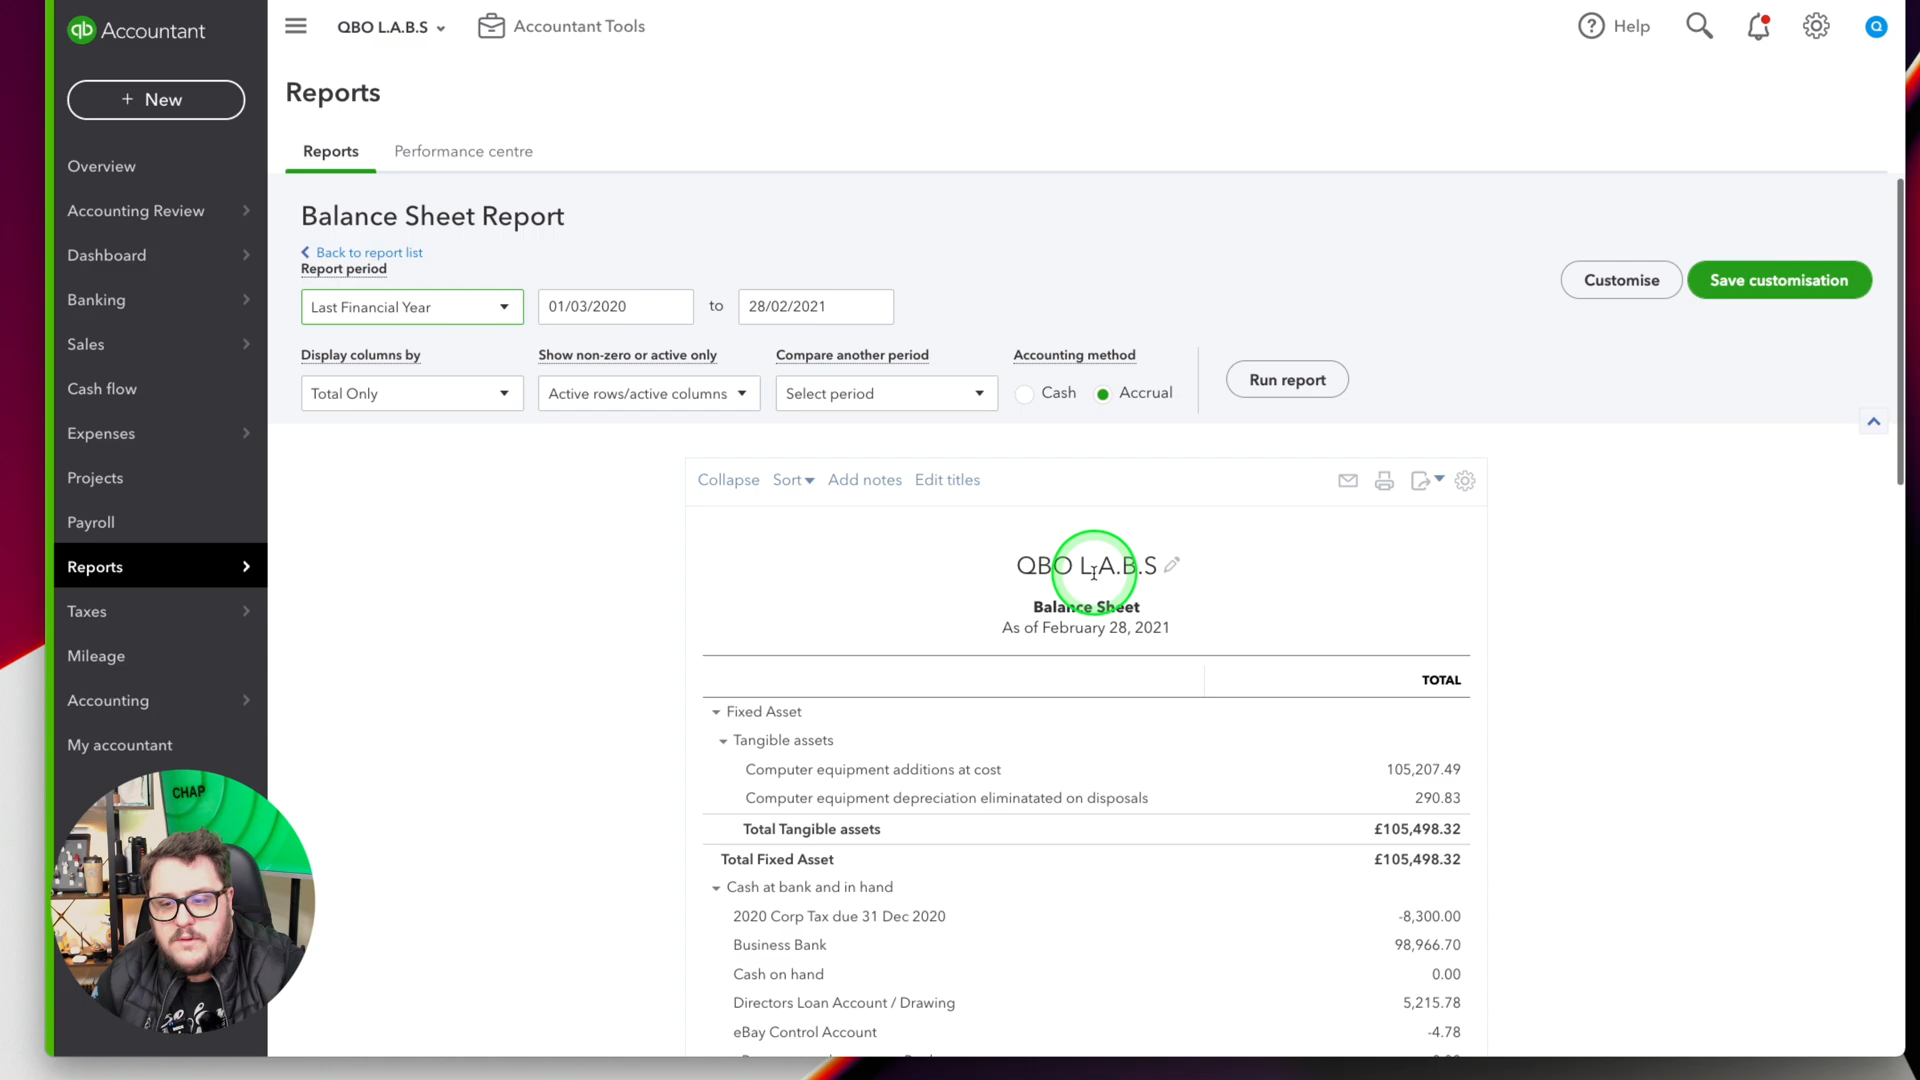 qb Accountant
QBO L.A.B.S
Accountant Tools
Help
Q
+ New
Reports
Overview
Accounting Review
Dashboard
Banking
Sales
Cash flow
Expenses
Projects
Payroll
Reports
Taxes
Mileage
Accounting
My accountant
Reports
Performance centre
Balance Sheet Report
Back to report list
Report period
Last Financial Year
01/03/2020
to
28/02/2021
Customise
Save customisation
Display columns by
Show non-zero or active only
Compare another period
Accounting method
Total Only
Active rows/active columns
Select period
Cash
Accrual
Run report
Collapse
Sort
Add notes
Edit titles
QBO L.A.B.S
Balance Sheet
As of February 28, 2021
TOTAL
Fixed Asset
Tangible assets
Computer equipment additions at cost 105,207.49
Computer equipment depreciation eliminatated on disposals 290.83
Total Tangible assets £105,498.32
Total Fixed Asset £105,498.32
Cash at bank and in hand
2020 Corp Tax due 31 Dec 2020 -8,300.00
Business Bank 98,966.70
Cash on hand 0.00
Directors Loan Account / Drawing 5,215.78
eBay Control Account -4.78
CHAP